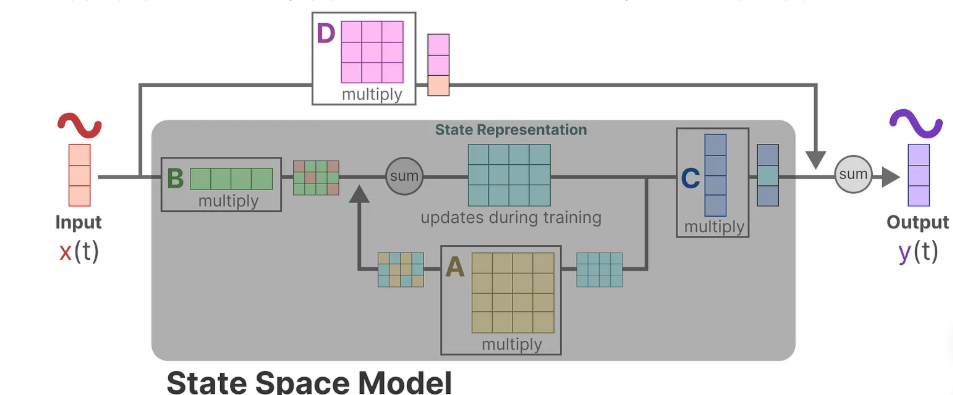 D
multiply
State Representation
B
multiply
sum
updates during training
C
multiply
sum
Input
x(t)
Output
y(t)
A
multiply
State Space Model